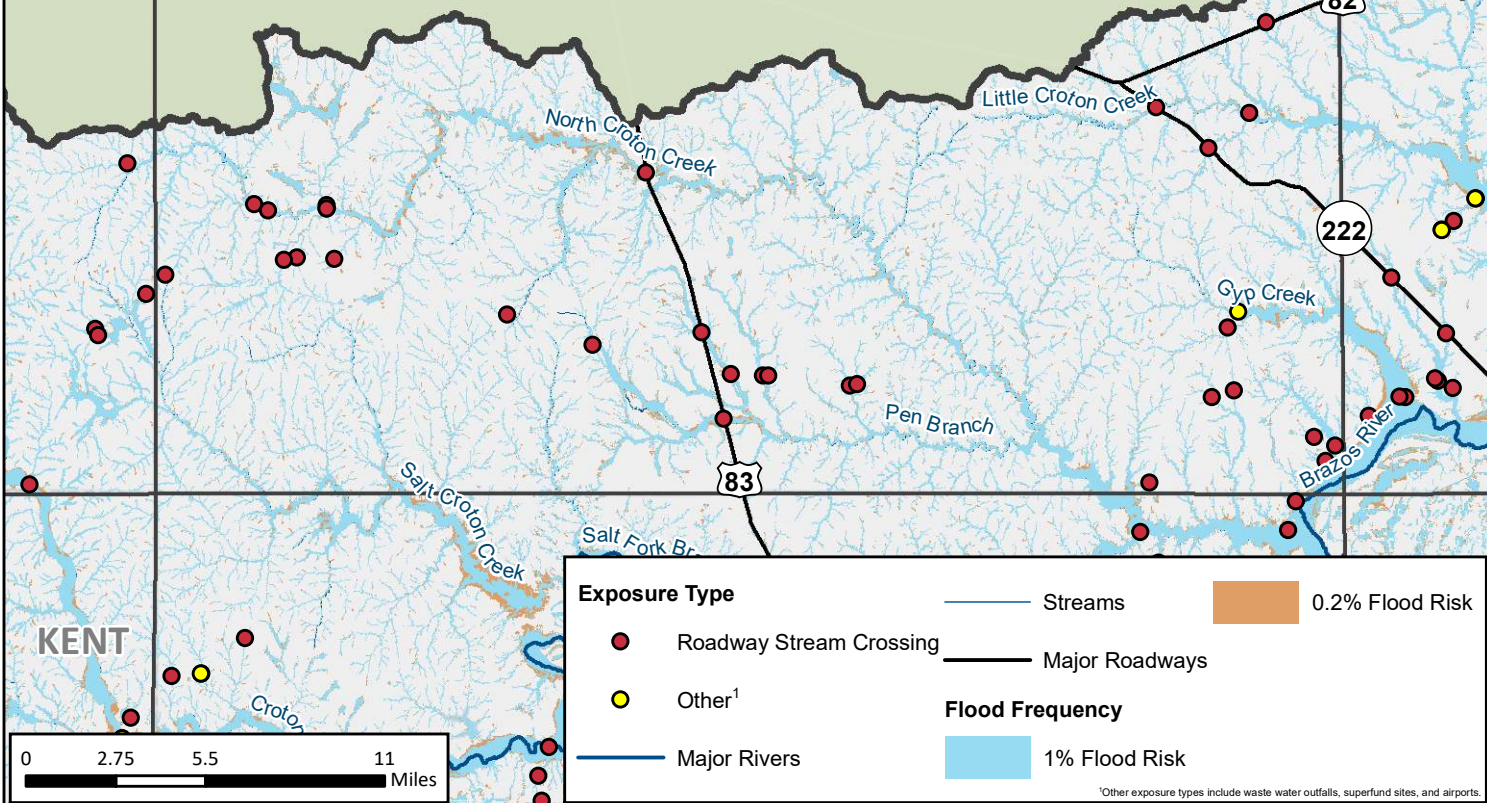 82
Little Croton Creek
North Croton Creek
222
Gyp Creek
Pen Branch
Brazos River
83
Salt Croton Creek
Salt Fork Br
KENT
Croton
Exposure Type
Roadway Stream Crossing
Other¹
Major Rivers
Streams
Major Roadways
Flood Frequency
1% Flood Risk
0.2% Flood Risk
¹Other exposure types include waste water outfalls, superfund sites, and airports.
0 2.75 5.5 11
Miles